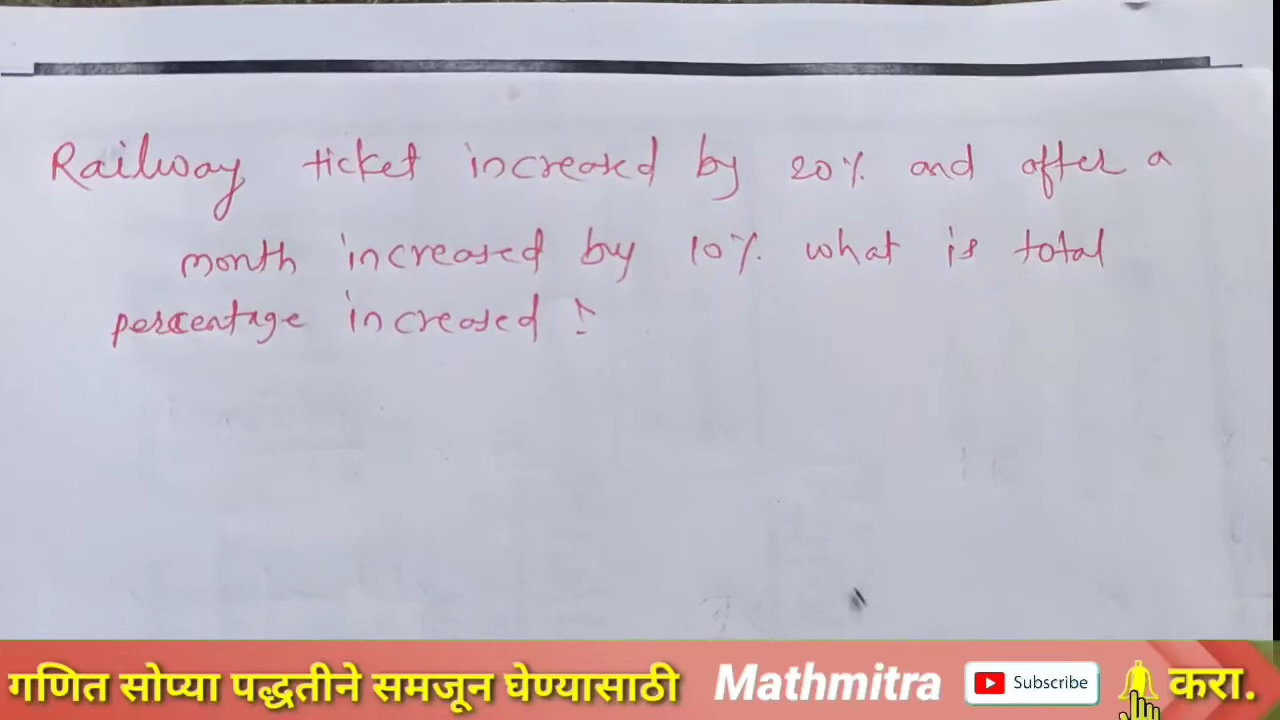 Railway ticket increased by 20% and after a
month increased by 10% what is total
percentage increased ?
गणित सोप्या पद्धतीने समजून घेण्यासाठी Mathmitra Subscribe करा.